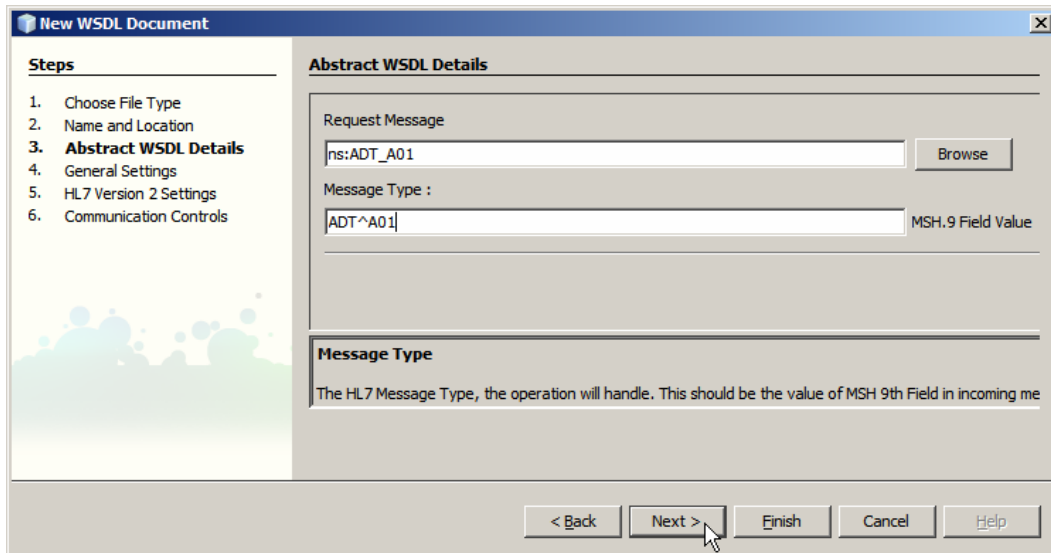 New WSDL Document
Steps
1. Choose File Type
2. Name and Location
3. Abstract WSDL Details
4. General Settings
5. HL7 Version 2 Settings
6. Communication Controls
Abstract WSDL Details
Request Message
ns:ADT_A01
Browse
Message Type :
ADT^A01
MSH.9 Field Value
Message Type
The HL7 Message Type, the operation will handle. This should be the value of MSH 9th Field in incoming me
< Back
Next >
Finish
Cancel
Help